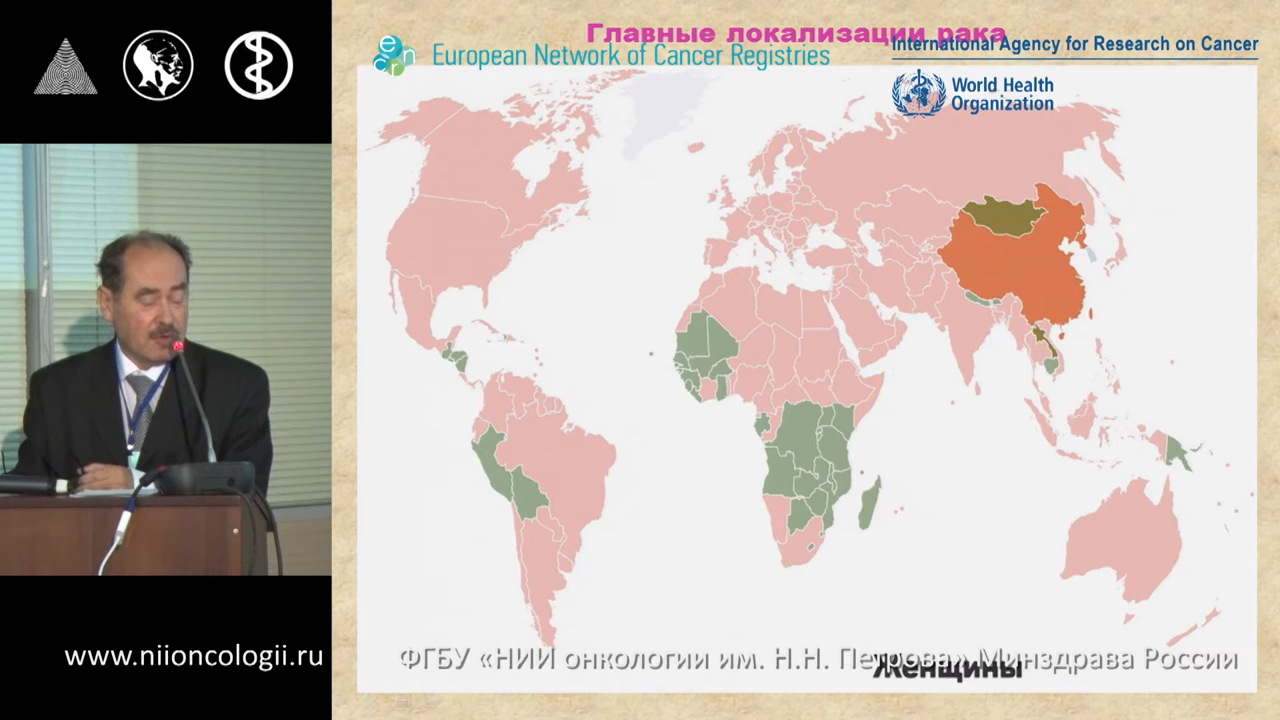 Главные локализации рака
European Network of Cancer Registries
International Agency for Research on Cancer
World Health
Organization
www.niioncologii.ru
ФГБУ «НИИ онкологии им. Н.Н. Петрова» Минздрава России
Женщины